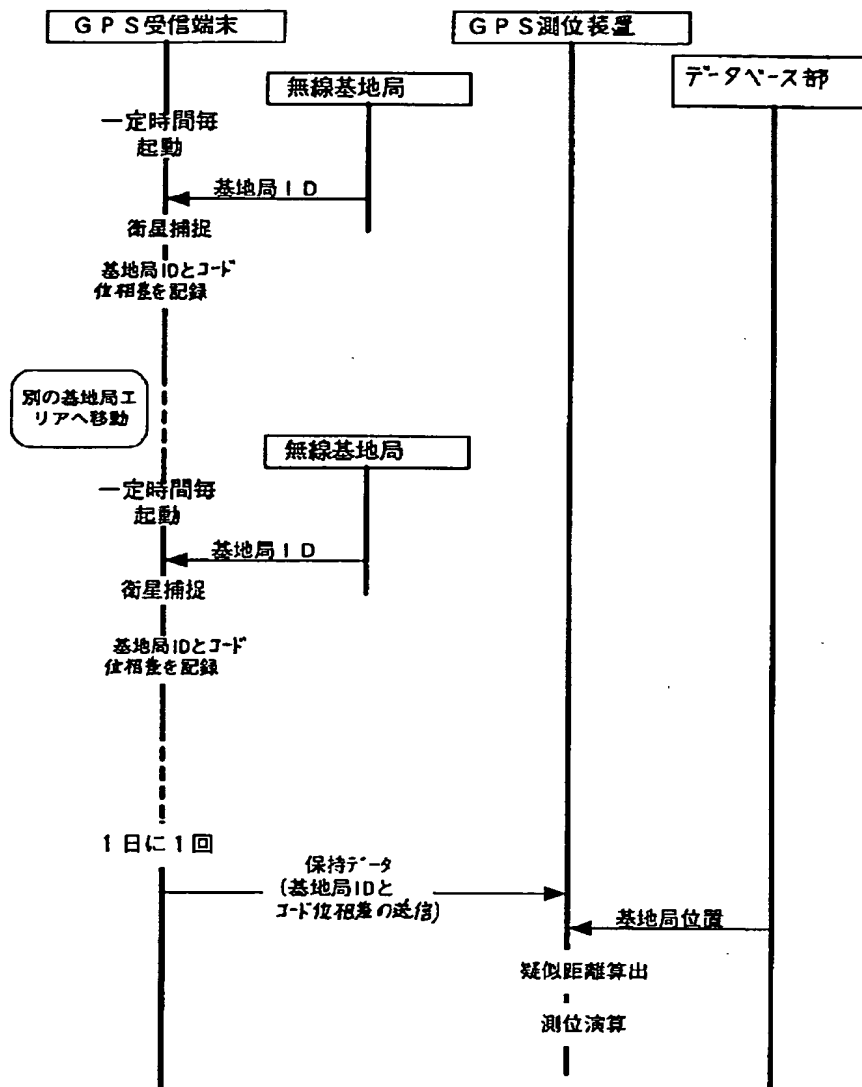 GPS受信端末
GPS測位装置
データベース部
無線基地局
一定時間毎
起動
基地局ID
衛星捕捉
基地局IDとコード
位相差を記録
別の基地局エ
リアへ移動
無線基地局
一定時間毎
起動
基地局ID
衛星捕捉
基地局IDとコード
位相差を記録
1日に1回
保持データ
(基地局IDと
コード位相差の送信)
基地局位置
疑似距離算出
測位演算